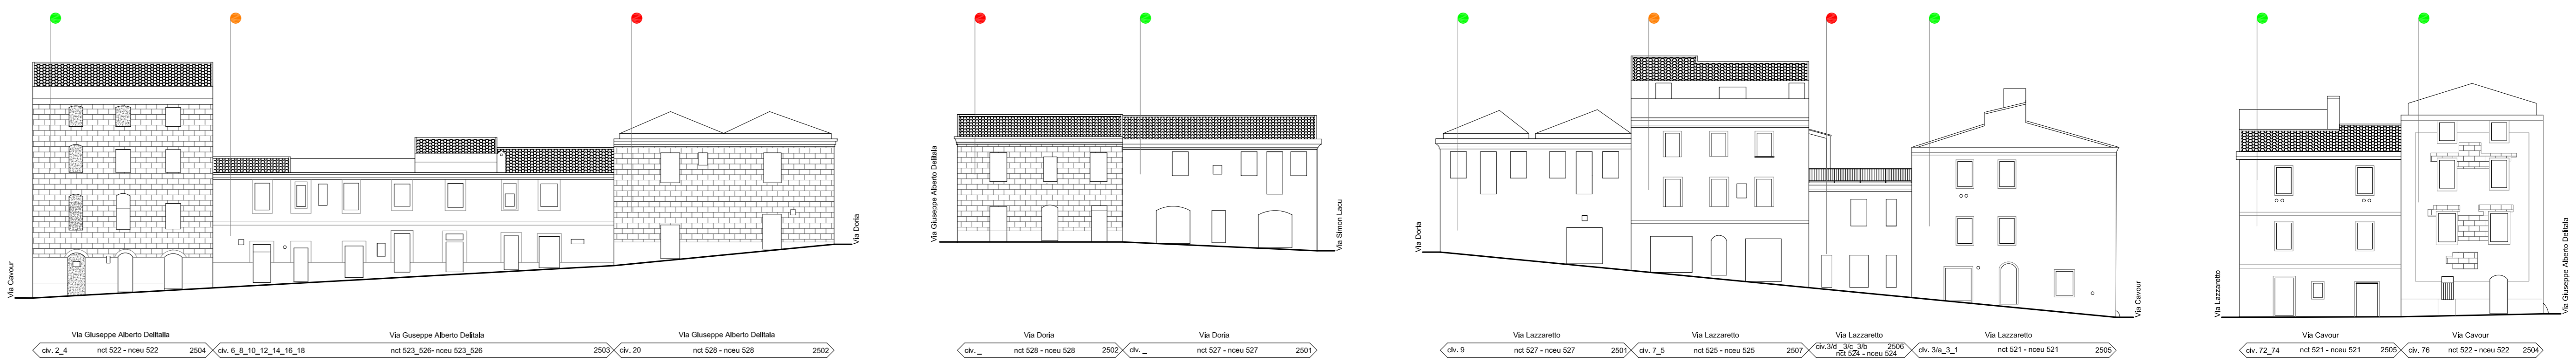 Via Cavour
Via Doria
Via Giuseppe Alberto Delitallia
civ. 2_4 nct 522 - nceu 522 2504
Via Guseppe Alberto Delitala
civ. 6_8_10_12_14_16_18 nct 523_526- nceu 523_526 2503
Via Giuseppe Alberto Delitala
civ. 20 nct 528 - nceu 528 2502
Via Giuseppe Alberto Delitala
Via Simon Lacu
Via Doria
civ. _ nct 528 - nceu 528 2502
Via Doria
civ. _ nct 527 - nceu 527 2501
Via Doria
Via Cavour
Via Lazzaretto
civ. 9 nct 527 - nceu 527 2501
Via Lazzaretto
civ. 7_5 nct 525 - nceu 525 2507
Via Lazzaretto
civ.3/d _3/c_3/b 2506
nct 524 - nceu 524
Via Lazzaretto
civ. 3/a_3_1 nct 521 - nceu 521 2505
Via Lazzaretto
Via Giuseppe Alberto Delitala
Via Cavour
civ. 72_74 nct 521 - nceu 521 2505
Via Cavour
civ. 76 nct 522 - nceu 522 2504